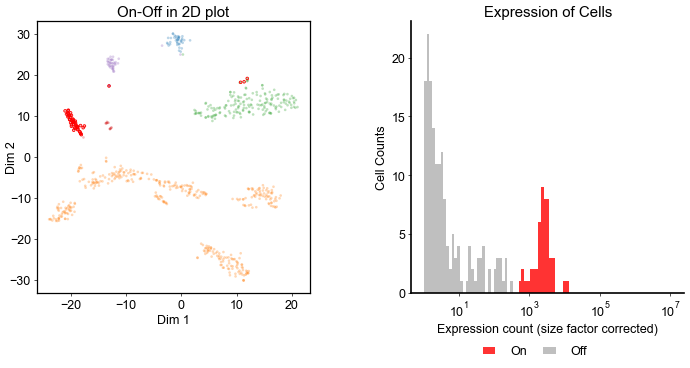 On-Off in 2D plot
Expression of Cells
30
20
10
0
−10
−20
−30
Dim 2
−20
−10
0
10
20
Dim 1
20
15
10
5
0
Cell Counts
10^1
10^3
10^5
10^7
Expression count (size factor corrected)
On
Off